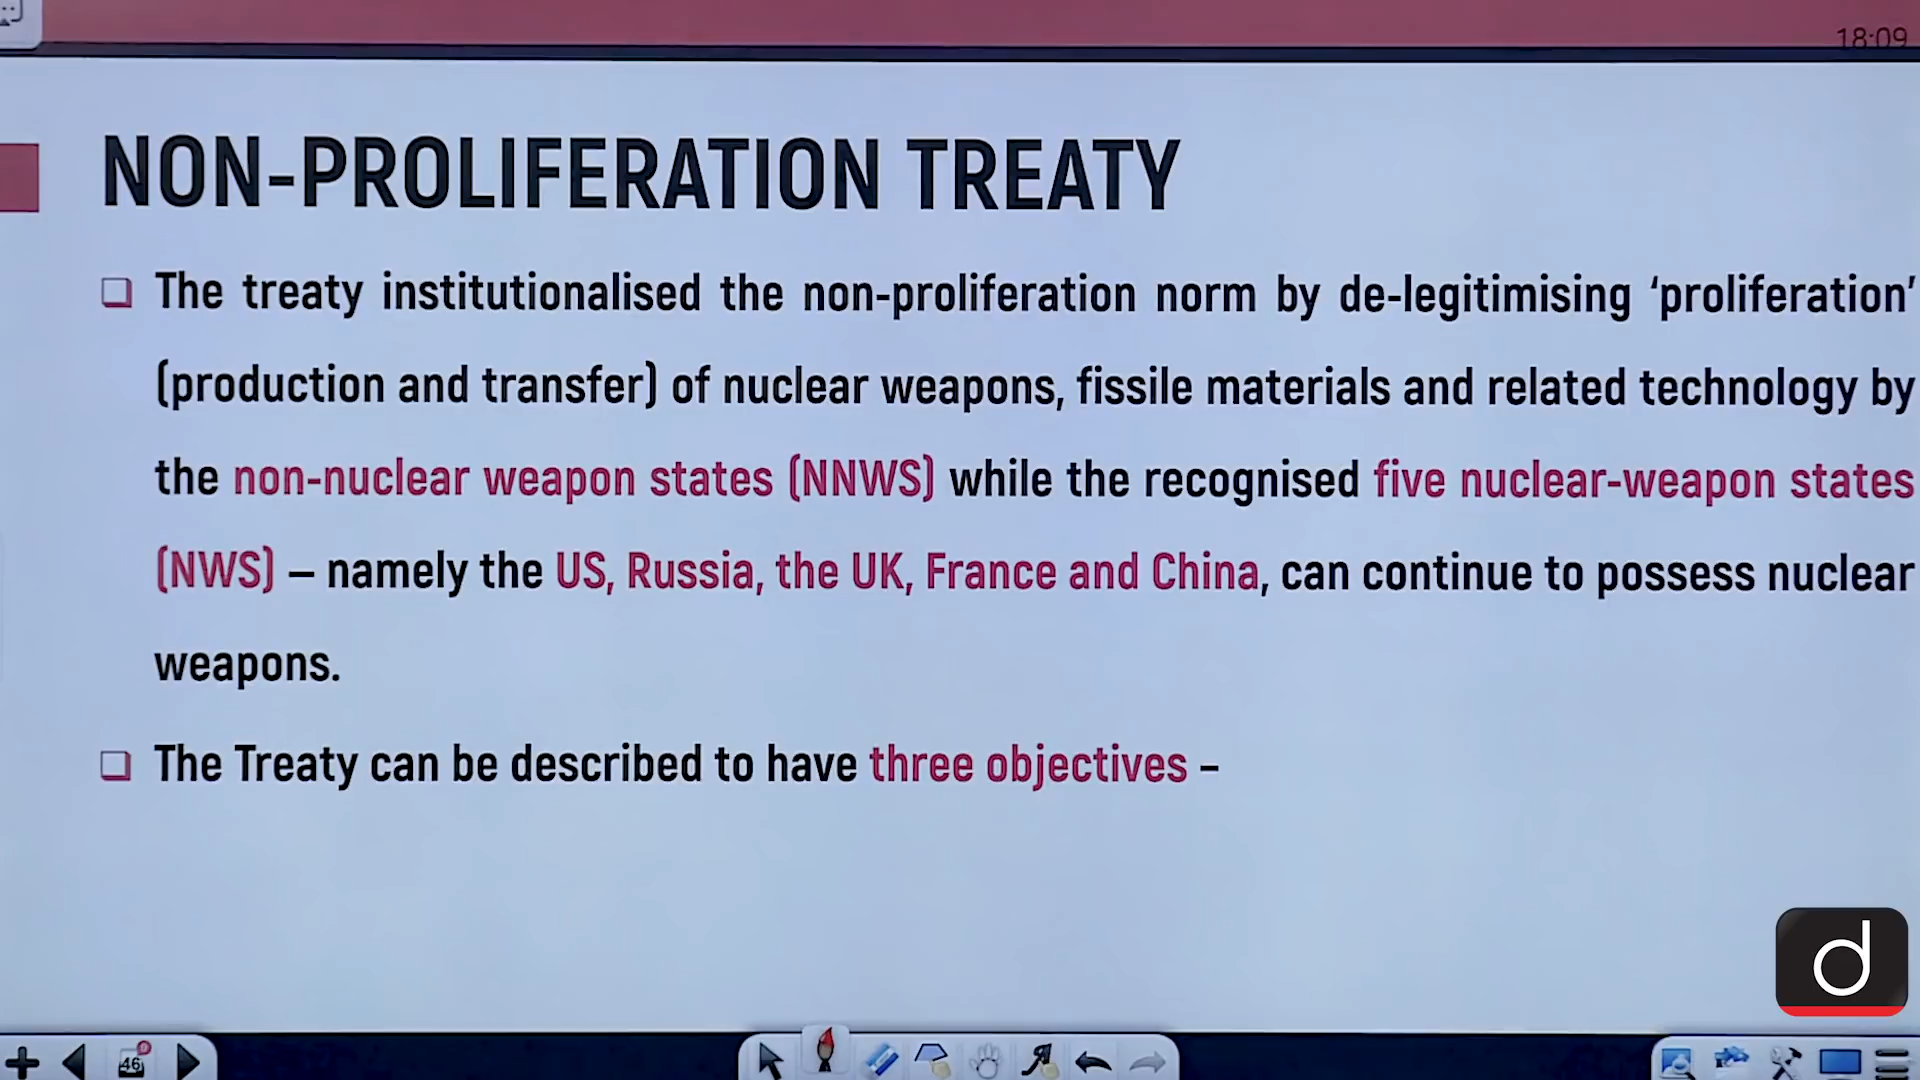 18:09
NON-PROLIFERATION TREATY
The treaty institutionalised the non-proliferation norm by de-legitimising ‘proliferation’
(production and transfer) of nuclear weapons, fissile materials and related technology by
the non-nuclear weapon states (NNWS) while the recognised five nuclear-weapon states
(NWS) – namely the US, Russia, the UK, France and China, can continue to possess nuclear
weapons.
The Treaty can be described to have three objectives –
d
46